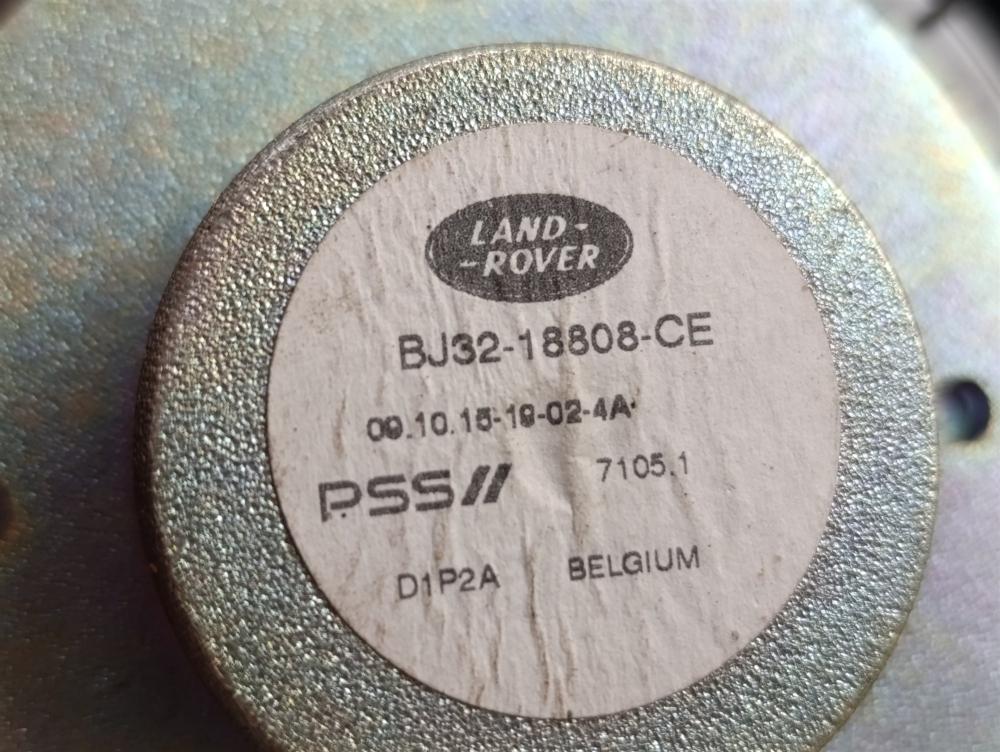 LAND-
-ROVER
BJ32-18808-CE
09.10.15-19-02-4A
PSS// 7105.1
D1P2A BELGIUM